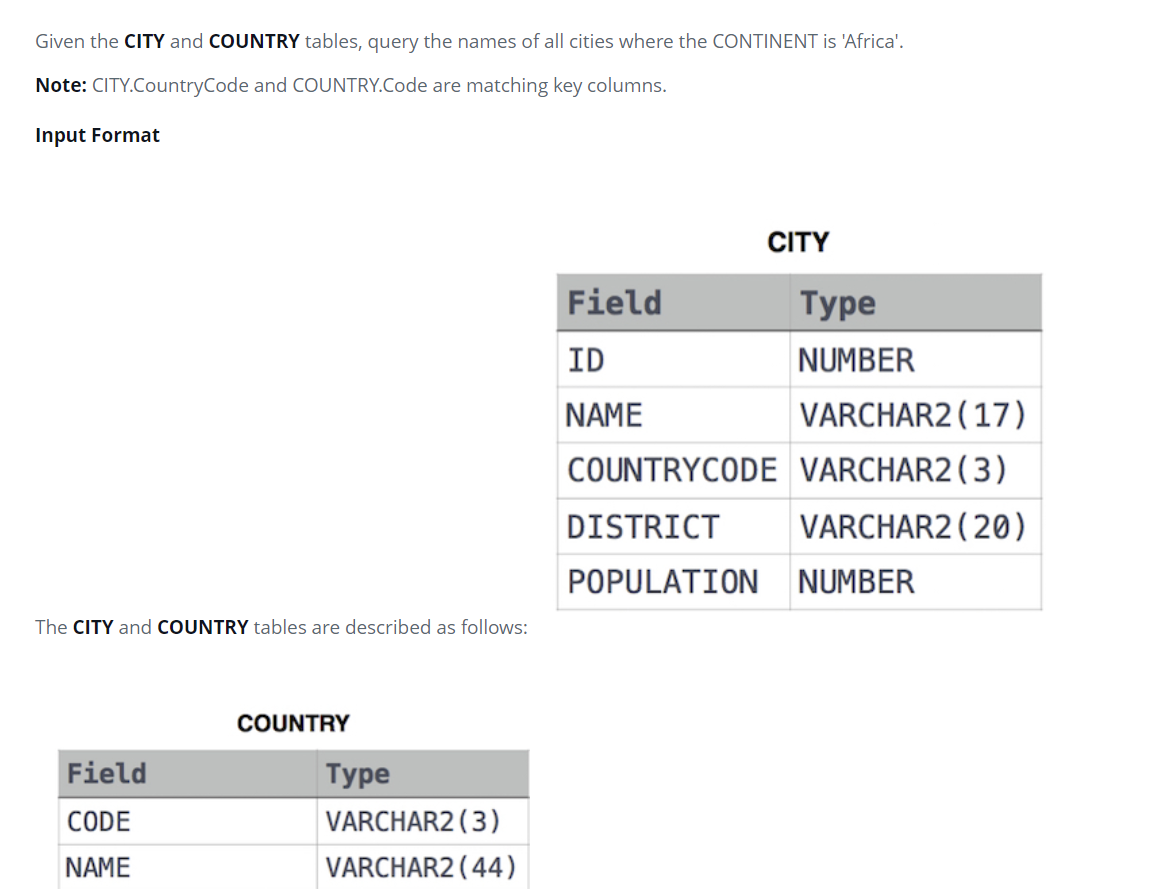 Given the CITY and COUNTRY tables, query the names of all cities where the CONTINENT is 'Africa'.
Note: CITY.CountryCode and COUNTRY.Code are matching key columns.
Input Format
CITY
Field Type
ID NUMBER
NAME VARCHAR2(17)
COUNTRYCODE VARCHAR2(3)
DISTRICT VARCHAR2(20)
POPULATION NUMBER
The CITY and COUNTRY tables are described as follows:
COUNTRY
Field Type
CODE VARCHAR2(3)
NAME VARCHAR2(44)